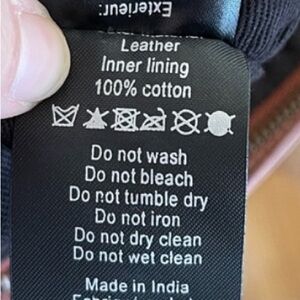 Exterieur:
Leather
Inner lining
100% cotton
Do not wash
Do not bleach
Do not tumble dry
Do not iron
Do not dry clean
Do not wet clean
Made in India